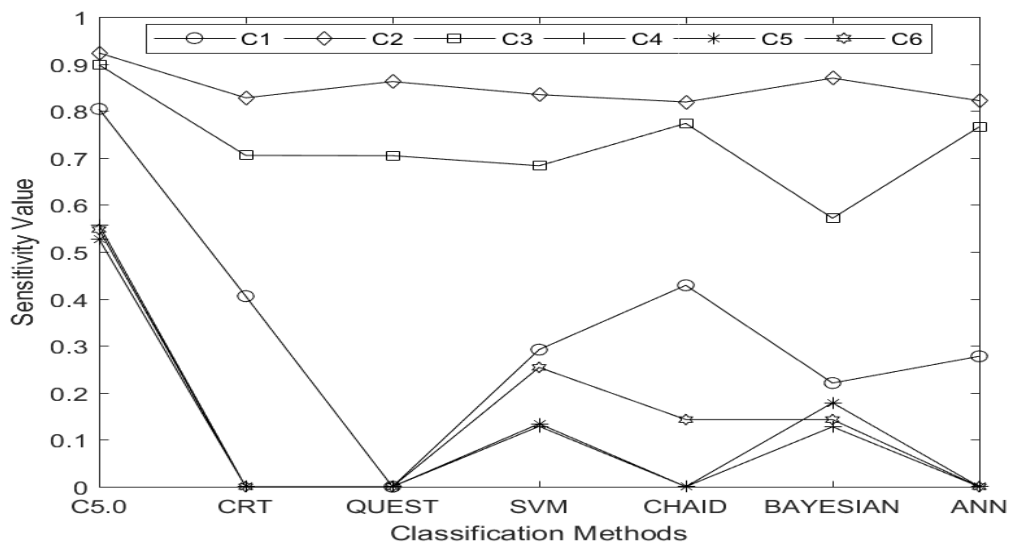 1
C1 C2 C3 C4 C5 C6
0.9
0.8
0.7
0.6
0.5
0.4
0.3
0.2
0.1
0
Sensitivity Value
C5.0 CRT QUEST SVM CHAID BAYESIAN ANN
Classification Methods